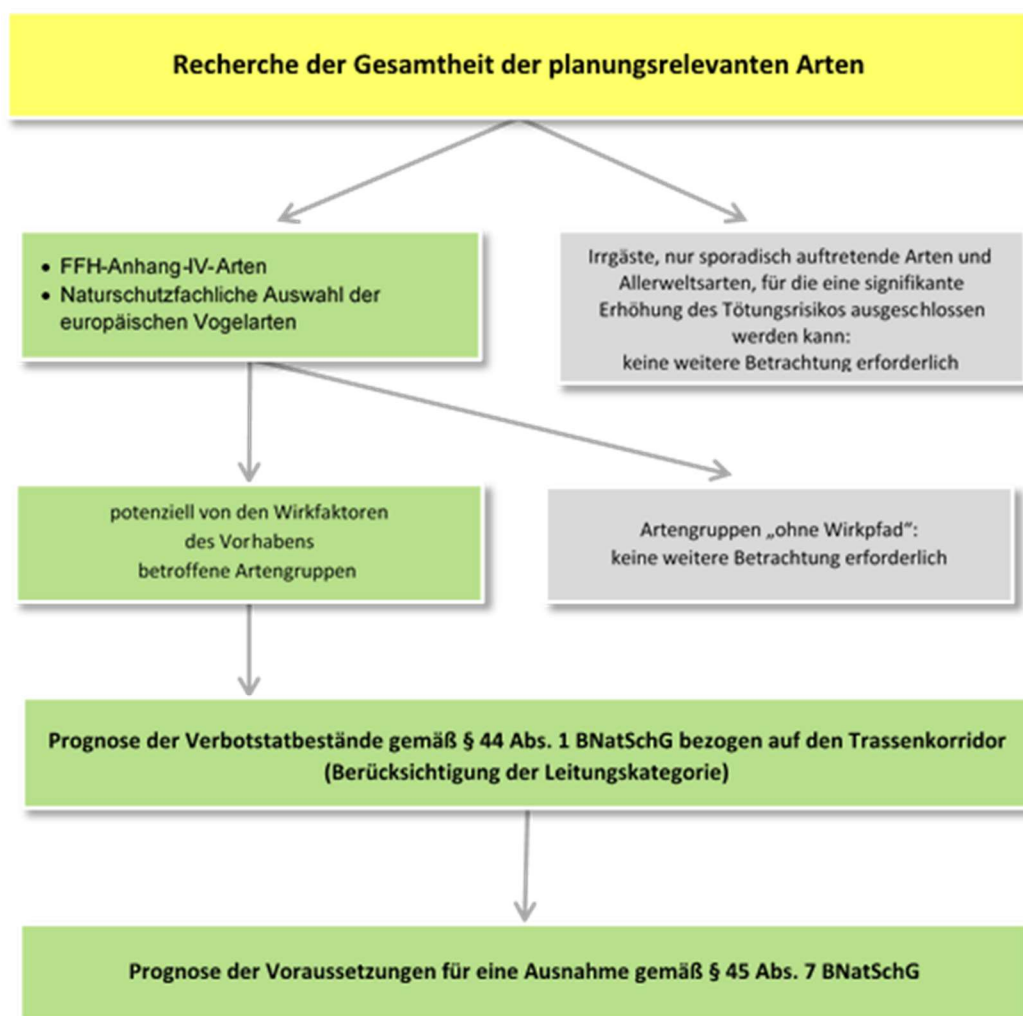 Recherche der Gesamtheit der planungsrelevanten Arten
• FFH-Anhang-IV-Arten
• Naturschutzfachliche Auswahl der
europäischen Vogelarten
Irrgäste, nur sporadisch auftretende Arten und
Allerweltsarten, für die eine signifikante
Erhöhung des Tötungsrisikos ausgeschlossen
werden kann:
keine weitere Betrachtung erforderlich
potenziell von den Wirkfaktoren
des Vorhabens
betroffene Artengruppen
Artengruppen „ohne Wirkpfad“:
keine weitere Betrachtung erforderlich
Prognose der Verbotstatbestände gemäß § 44 Abs. 1 BNatSchG bezogen auf den Trassenkorridor
(Berücksichtigung der Leitungskategorie)
Prognose der Voraussetzungen für eine Ausnahme gemäß § 45 Abs. 7 BNatSchG